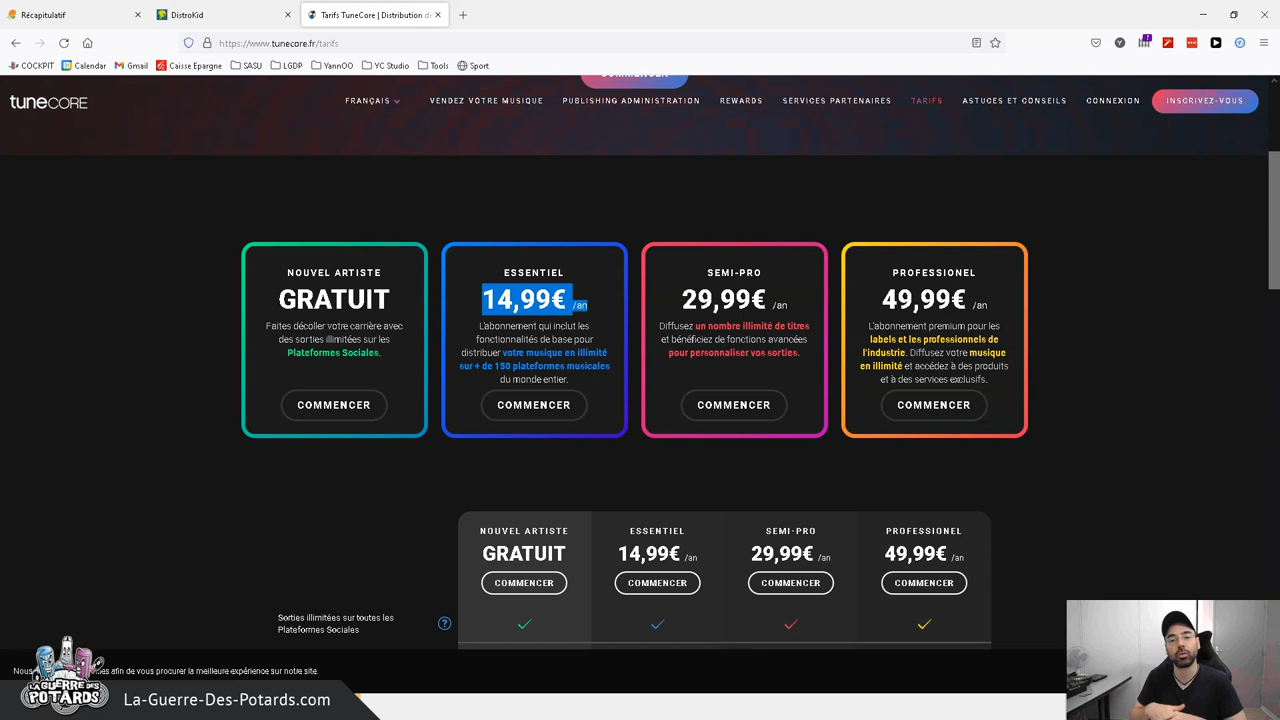 Récapitulatif
DistroKid
Tarifs TuneCore | Distribution de
https://www.tunecore.fr/tarifs
COCKPIT Calendar Gmail Caisse Epargne SASU LGDP YannOO YC Studio Tools Sport
tuneCORE
FRANÇAIS VENDEZ VOTRE MUSIQUE PUBLISHING ADMINISTRATION REWARDS SERVICES PARTENAIRES TARIFS ASTUCES ET CONSEILS CONNEXION INSCRIVEZ-VOUS
NOUVEL ARTISTE
GRATUIT
Faites décoller votre carrière avec
des sorties illimitées sur les
Plateformes Sociales.
COMMENCER
ESSENTIEL
14,99€ /an
L'abonnement qui inclut les
fonctionnalités de base pour
distribuer votre musique en illimité
sur + de 150 plateformes musicales
du monde entier.
COMMENCER
SEMI-PRO
29,99€ /an
Diffusez un nombre illimité de titres
et bénéficiez de fonctions avancées
pour personnaliser vos sorties.
COMMENCER
PROFESSIONEL
49,99€ /an
L'abonnement premium pour les
labels et les professionnels de
l'industrie. Diffusez votre musique
en illimité et accédez à des produits
et à des services exclusifs.
COMMENCER
NOUVEL ARTISTE ESSENTIEL SEMI-PRO PROFESSIONEL
GRATUIT 14,99€ /an 29,99€ /an 49,99€ /an
COMMENCER COMMENCER COMMENCER COMMENCER
Sorties illimitées sur toutes les
Plateformes Sociales
?
afin de vous procurer la meilleure expérience sur notre site.
LA GUERRE DES
POTARDS
La-Guerre-Des-Potards.com